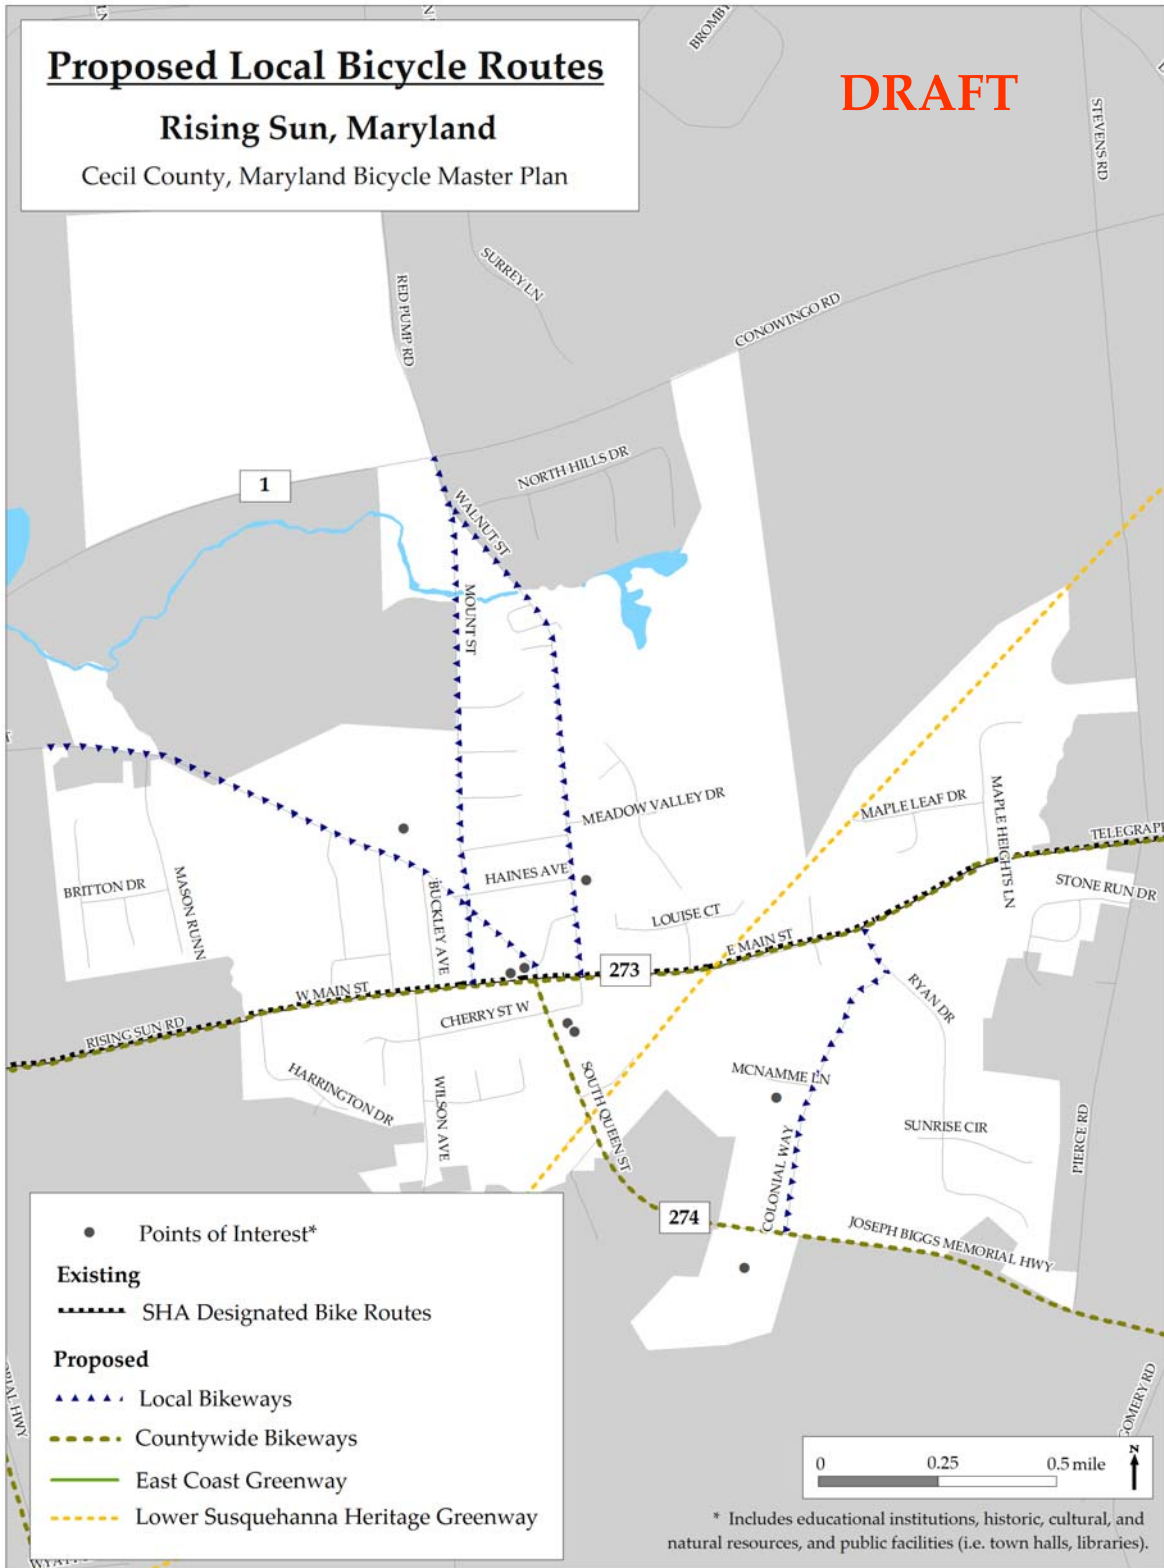 Proposed Local Bicycle Routes
Rising Sun, Maryland
Cecil County, Maryland Bicycle Master Plan
DRAFT
STEVENS RD
SURREY LN
RED PUMP RD
CONOWINGO RD
NORTH HILLS DR
1
WALNUT ST
MOUNT ST
MEADOW VALLEY DR
MAPLE LEAF DR
MAPLE HEIGHTS LN
HAINES AVE
BRITTON DR
MASON RUNN
BUCKLEY AVE
STONE RUN DR
LOUISE CT
E MAIN ST
273
W MAIN ST
RYAN DR
CHERRY ST W
RISING SUN RD
SOUTH QUEEN ST
MCNAMME LN
HARRINGTON DR
WILSON AVE
SUNRISE CIR
PIERCE RD
COLONIAL WAY
274
JOSEPH BIGGS MEMORIAL HWY
Points of Interest*
Existing
SHA Designated Bike Routes
Proposed
Local Bikeways
Countywide Bikeways
East Coast Greenway
Lower Susquehanna Heritage Greenway
0 0.25 0.5 mile
N
* Includes educational institutions, historic, cultural, and
natural resources, and public facilities (i.e. town halls, libraries).